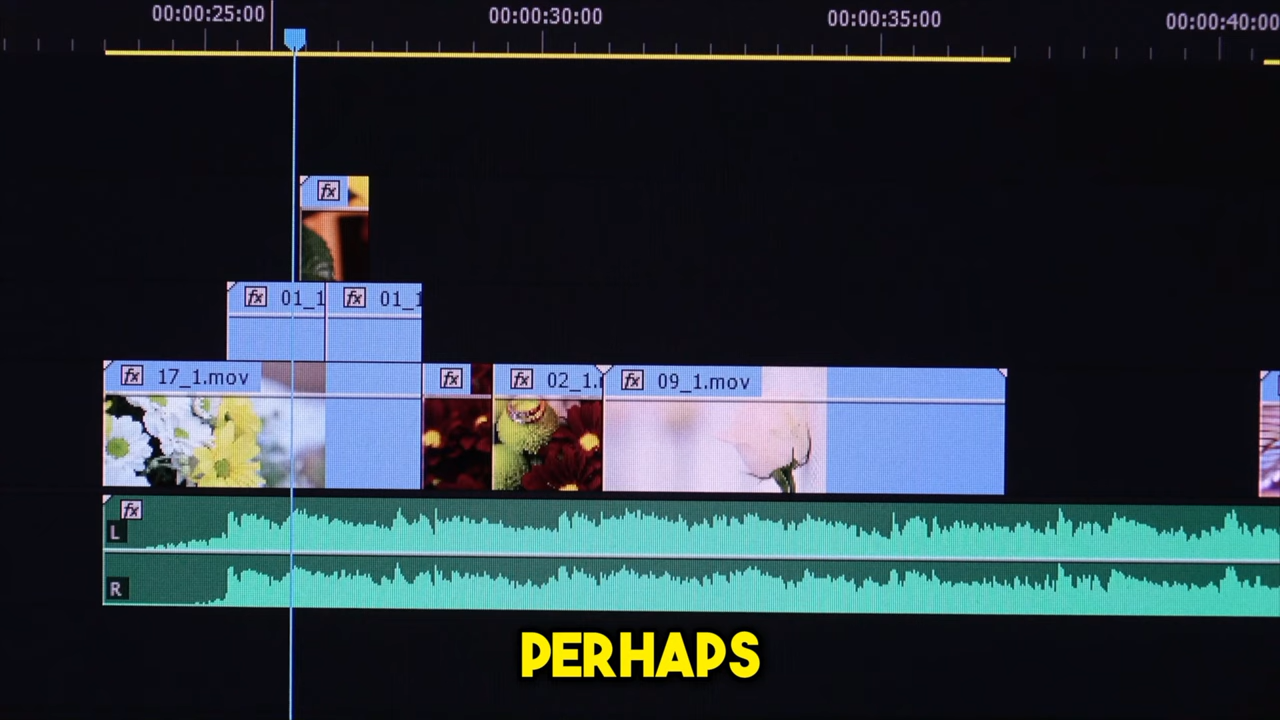 00:00:25:00 00:00:30:00 00:00:35:00 00:00:40:00
fx
fx 01_1 fx 01_1
fx 17_1.mov fx fx 02_1.r fx 09_1.mov
fx
L
R
PERHAPS